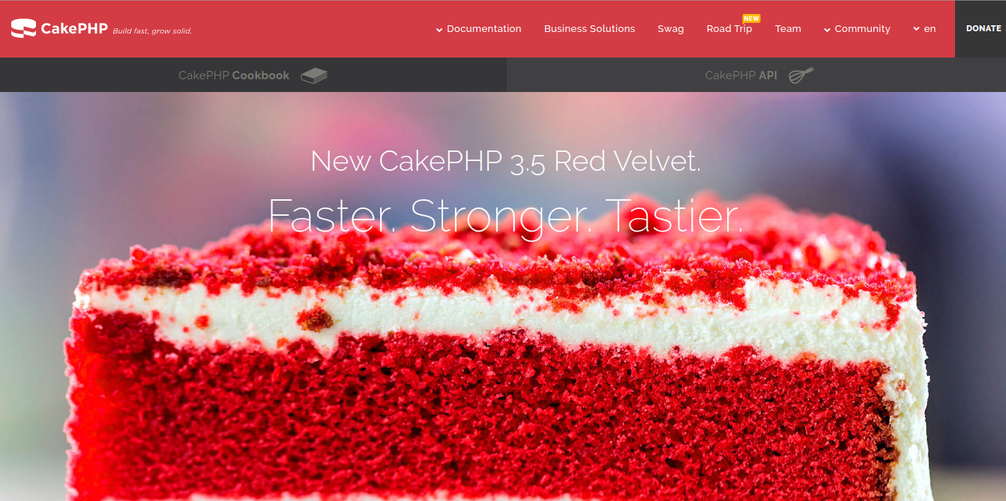 CakePHP Build fast, grow solid.
NEW
Documentation Business Solutions Swag Road Trip Team Community en DONATE
CakePHP Cookbook CakePHP API
New CakePHP 3.5 Red Velvet.
Faster. Stronger. Tastier.